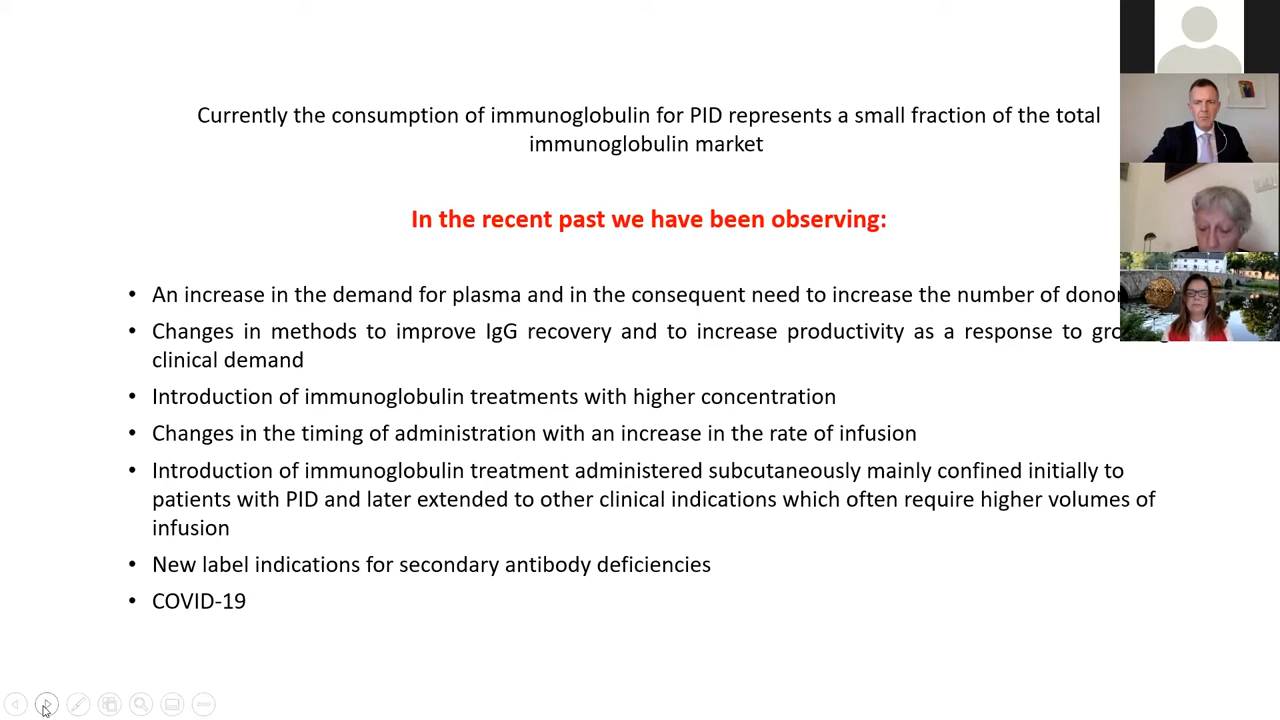 Currently the consumption of immunoglobulin for PID represents a small fraction of the total
immunoglobulin market
In the recent past we have been observing:
• An increase in the demand for plasma and in the consequent need to increase the number of
• Changes in methods to improve IgG recovery and to increase productivity as a response to
clinical demand
• Introduction of immunoglobulin treatments with higher concentration
• Changes in the timing of administration with an increase in the rate of infusion
• Introduction of immunoglobulin treatment administered subcutaneously mainly confined initially to
patients with PID and later extended to other clinical indications which often require higher volumes of
infusion
• New label indications for secondary antibody deficiencies
• COVID-19